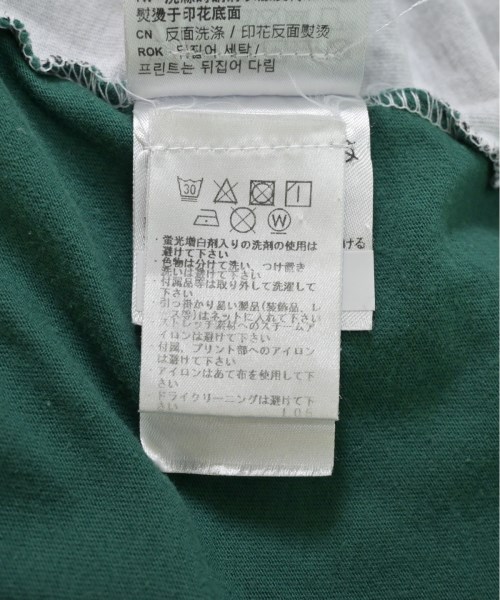 熨燙于印花底面
CN 反面洗涤 / 印花反面熨烫
ROK 뒤집어 세탁 /
프린트는 뒤집어 다림
30
W
・蛍光増白剤入りの洗剤の使用は
避けて下さい
・色物は分けて洗い、つけ置き
洗いは避けて下さい
・付属品等は取り外して洗濯して
下さい
・引っ掛かり易い製品(装飾品、レ
ース等)はネットに入れて下さい
ストレッチ素材へのスチームア
イロンは避けて下さい
・付属、プリント部へのアイロン
は避けて下さい
アイロンはあて布を使用して下
さい
ドライクリーニングは避けて下
さい
ける